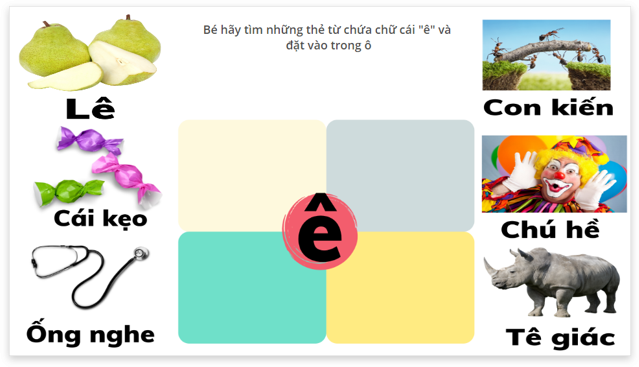 Bé hãy tìm những thẻ từ chứa chữ cái "ê" và
đặt vào trong ô
Lê
Cái kẹo
Ống nghe
ê
Con kiến
Chú hề
Tê giác